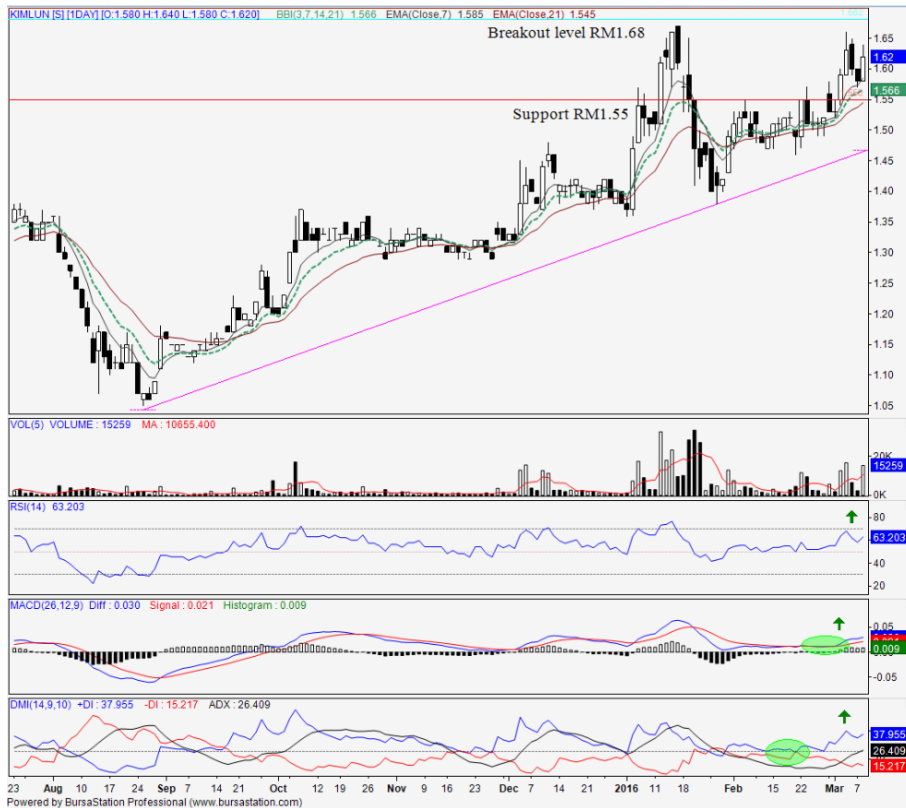 KIMLUN [S] [1DAY] [O:1.580 H:1.640 L:1.580 C:1.620] BBI(3,7,14,21) 1.566 EMA(Close,7) 1.585 EMA(Close,21) 1.545
Breakout level RM1.68
1.65
1.62
1.60
1.566
Support RM1.55
1.55
1.50
1.45
1.40
1.35
1.30
1.25
1.20
1.15
1.10
1.05
VOL(5) VOLUME : 15259 MA : 10655.400
20K
15259
0K
RSI(14) 63.203
80
63.203
40
20
MACD(26,12,9) Diff : 0.030 Signal : 0.021 Histogram : 0.009
0.05
0.009
-0.05
DMI(14,9,10) +DI : 37.955 -DI : 15.217 ADX : 26.409
37.955
26.409
15.217
23 Aug 10 17 24 Sep 7 14 21 Oct 12 19 26 Nov 9 16 23 Dec 14 21 2016 11 18 Feb 15 22 Mar 7
Powered by BursaStation Professional (www.bursastation.com)